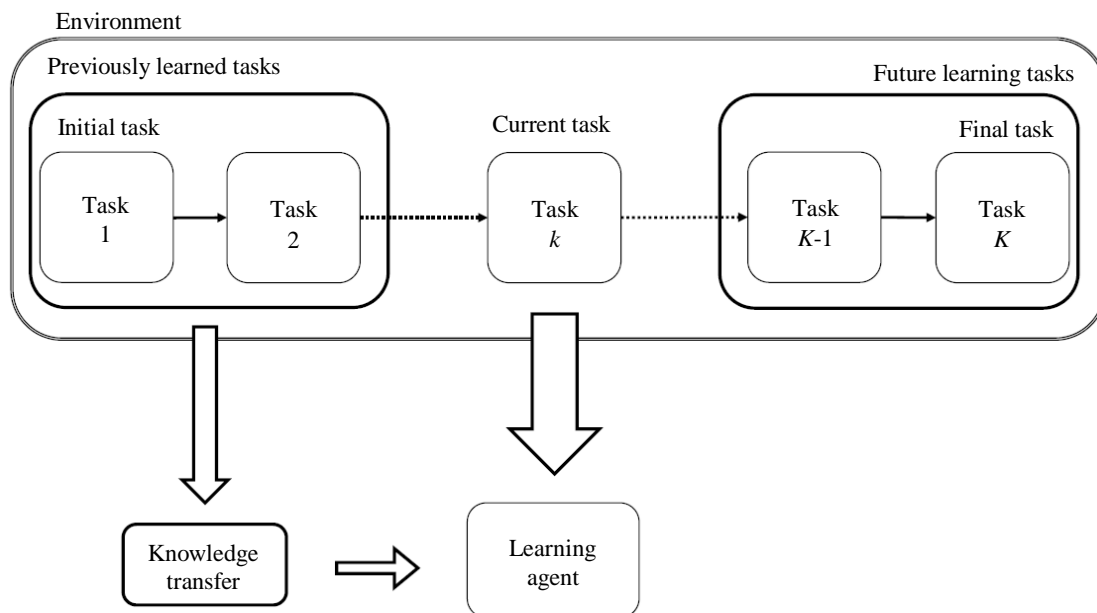 Environment
Previously learned tasks
Future learning tasks
Initial task
Current task
Final task
Task
1
Task
2
Task
k
Task
K-1
Task
K
Knowledge
transfer
Learning
agent